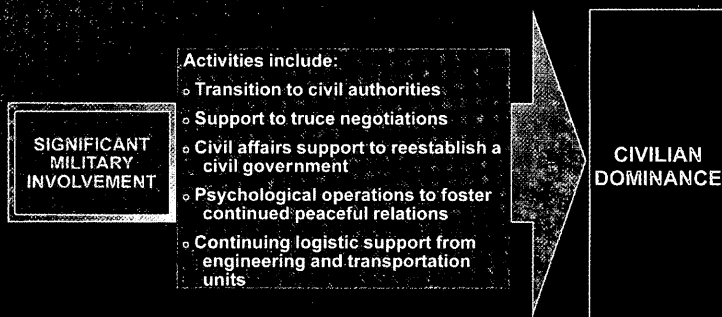 SIGNIFICANT
MILITARY
INVOLVEMENT
Activities include:
o Transition to civil authorities
o Support to truce negotiations
o Civil affairs support to reestablish a
civil government
o Psychological operations to foster
continued peaceful relations
o Continuing logistic support from
engineering and transportation
units
CIVILIAN
DOMINANCE